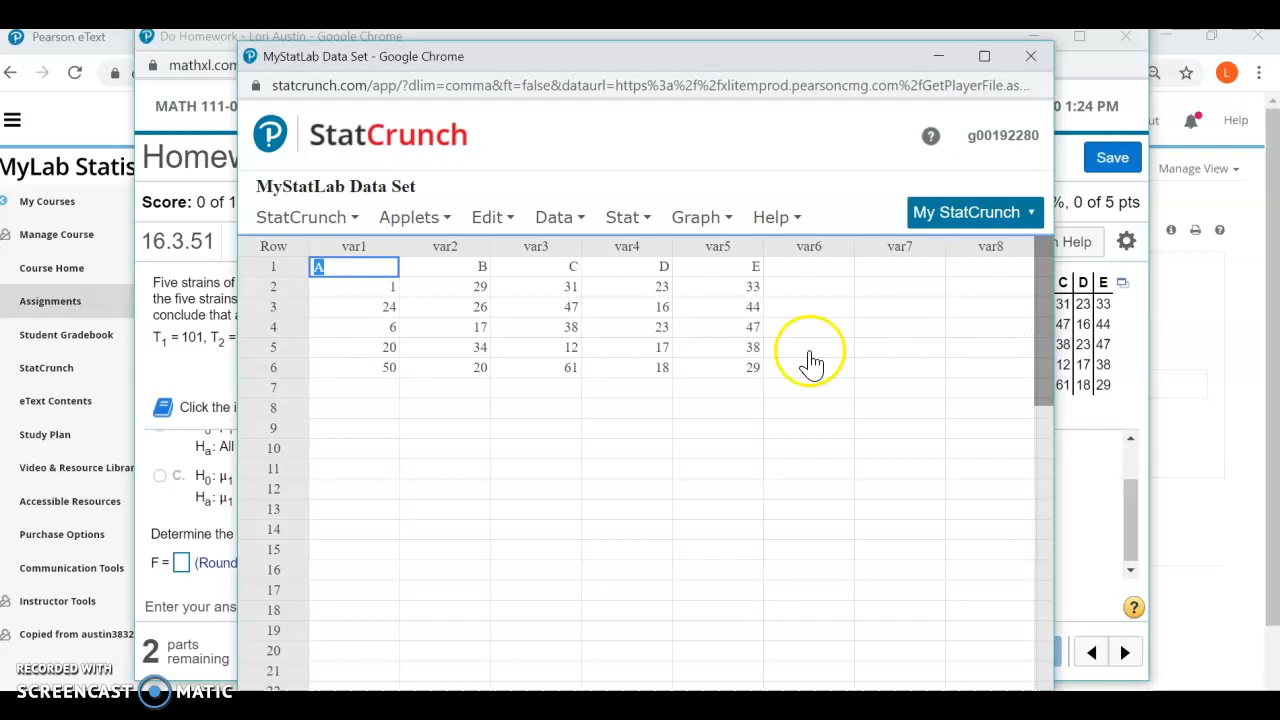 Pearson eText
Do Homework - Lori Austin - Google Chrome
MyStatLab Data Set - Google Chrome
mathxl.com
statcrunch.com/app/?dlim=comma&ft=false&dataurl=https%3a%2f%2fxlitemprod.pearsoncmg.com%2fGetPlayerFile.as...
MATH 111-0
0 1:24 PM
StatCrunch
g00192280
ut
Help
Homew
Save
MyLab Statis
Manage View
MyStatLab Data Set
My Courses
Score: 0 of 1
%, 0 of 5 pts
StatCrunch Applets Edit Data Stat Graph Help
My StatCrunch
Manage Course
16.3.51
Help
Row var1 var2 var3 var4 var5 var6 var7 var8
1 A B C D E
2 1 29 31 23 33
3 24 26 47 16 44
4 6 17 38 23 47
5 20 34 12 17 38
6 50 20 61 18 29
7
8
9
10
11
12
13
14
15
16
17
18
19
20
21
22
C D E
31 23 33
47 16 44
38 23 47
12 17 38
61 18 29
Course Home
Assignments
Student Gradebook
StatCrunch
eText Contents
Study Plan
Video & Resource Librar
Accessible Resources
Purchase Options
Communication Tools
Instructor Tools
Copied from austin3832
Five strains of
the five strains
conclude that a
T1 = 101, T2 =
Click the i
Ha: All
C. H0: μ1
Ha: μ1
Determine the
F = (Round
Enter your ans
2 parts remaining
RECORDED WITH
SCREENCAST MATIC